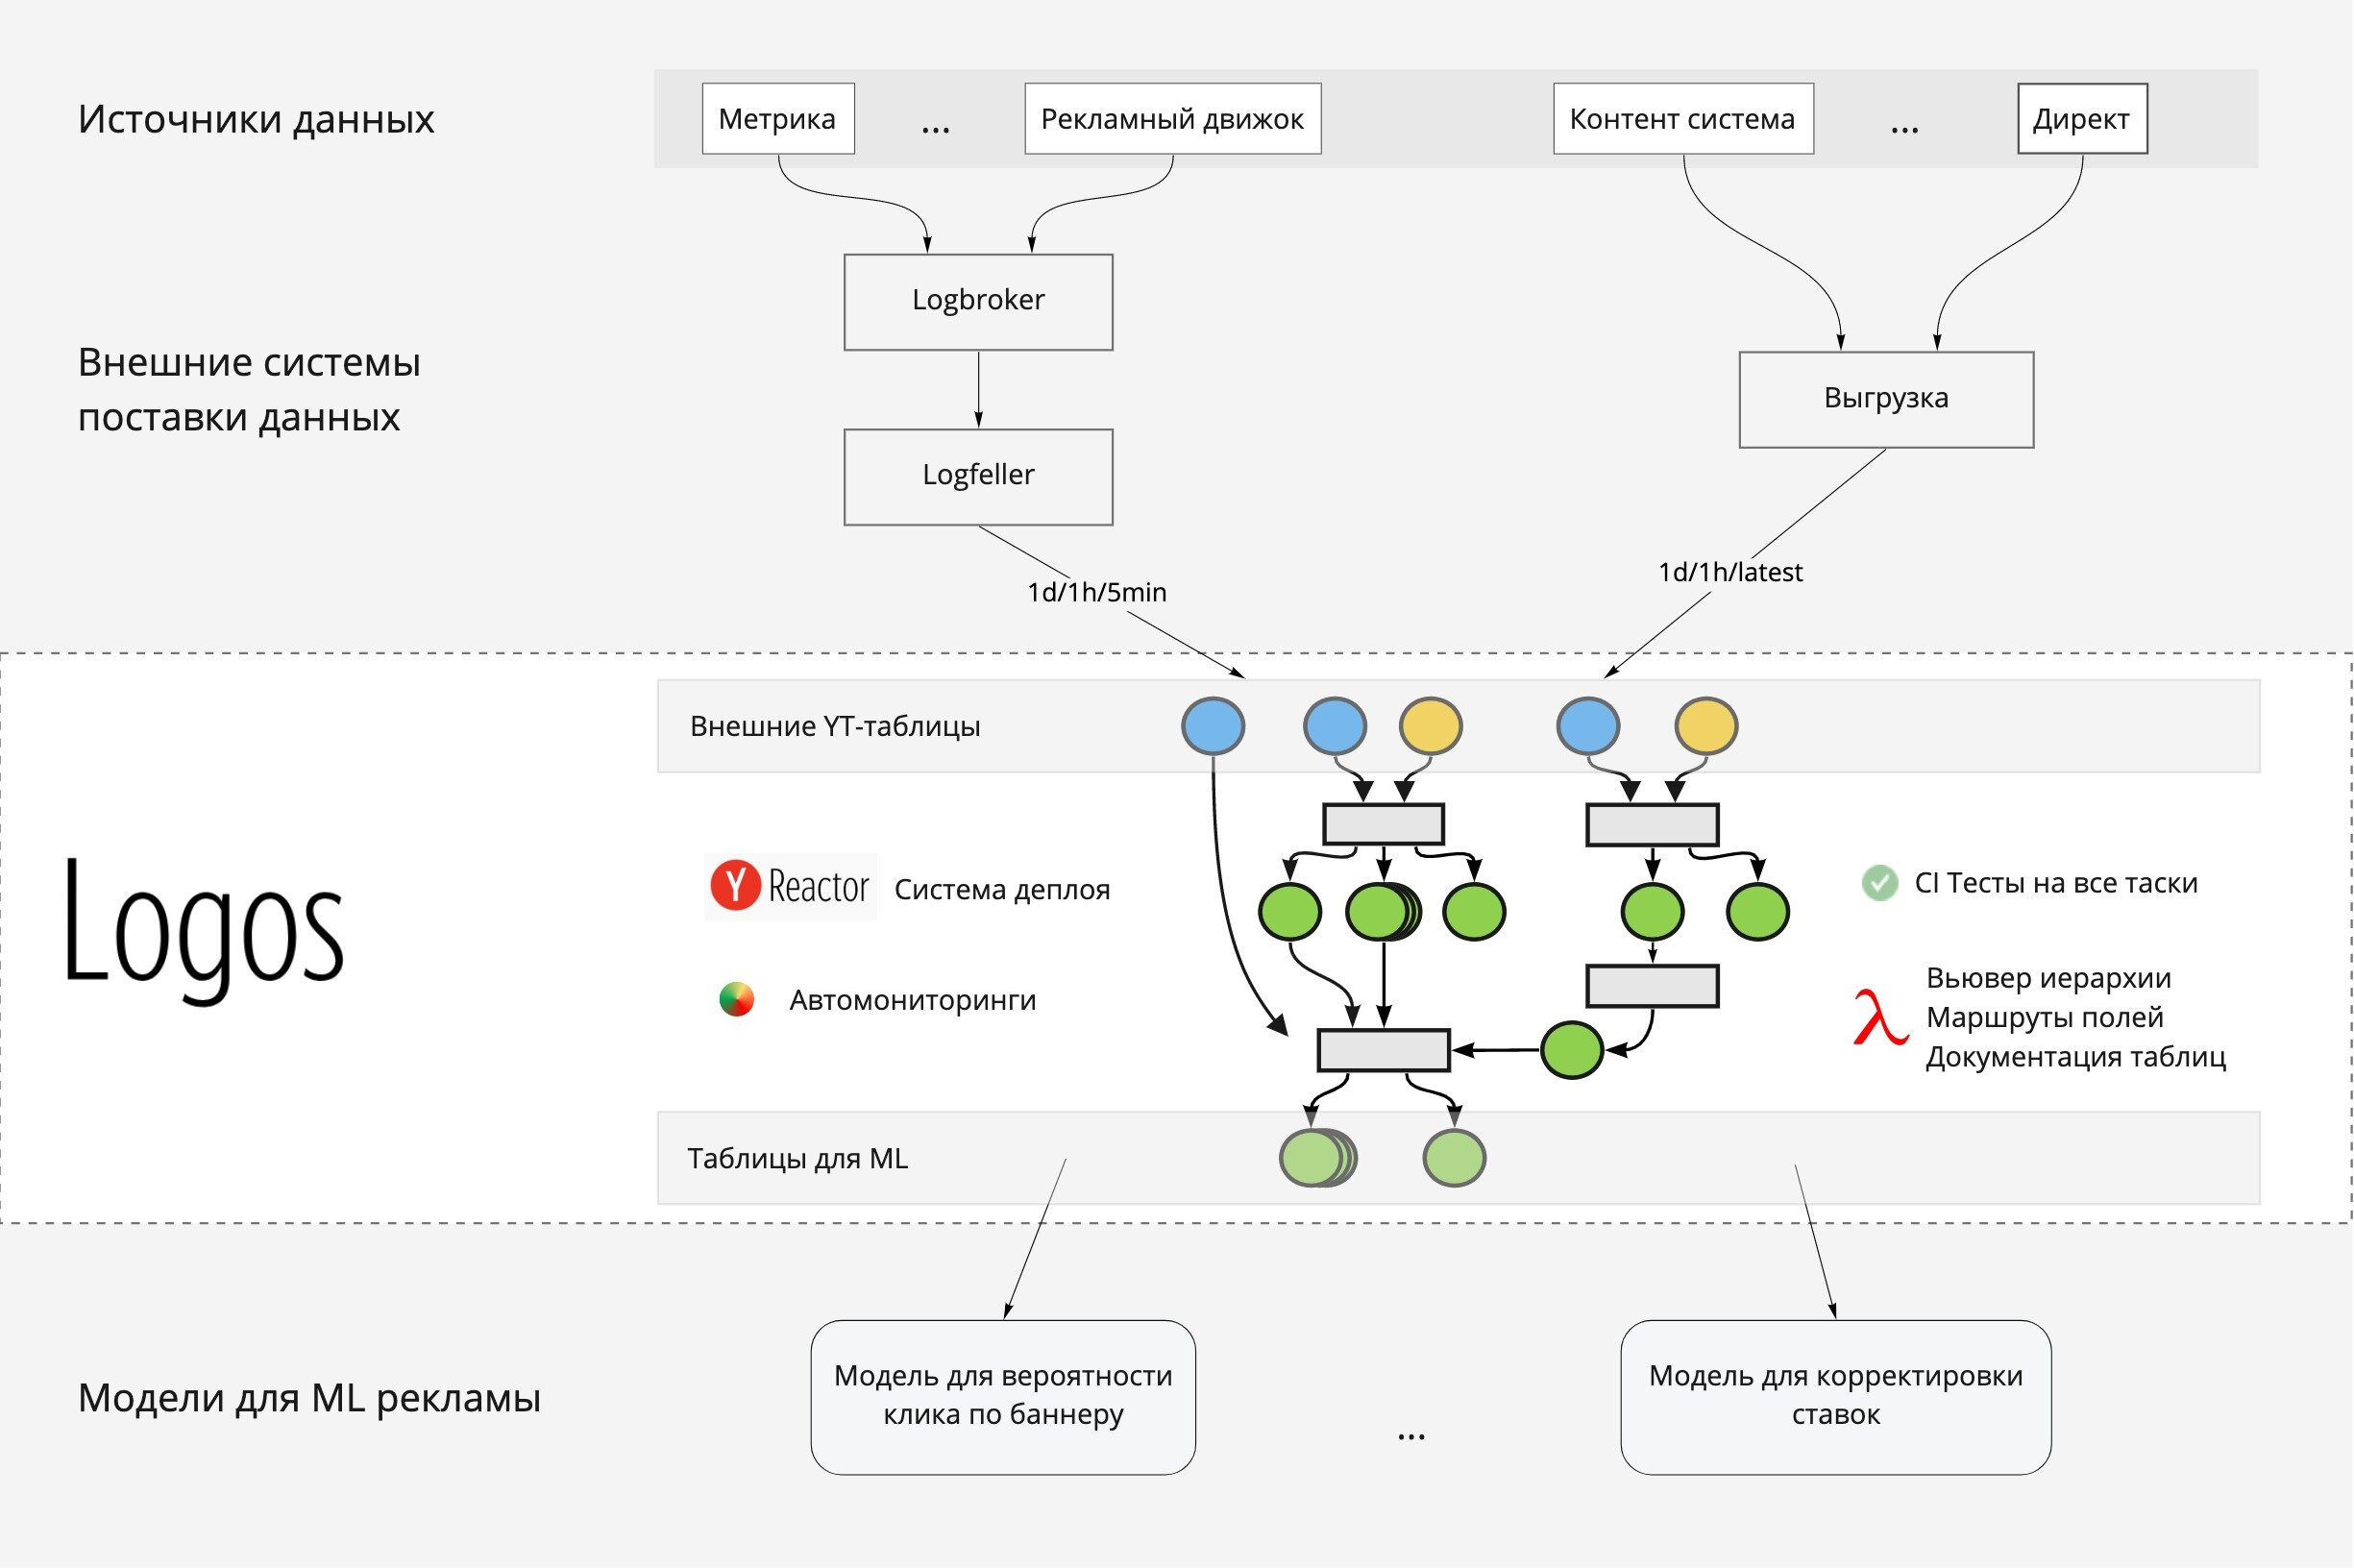 Источники данных
Метрика
...
Рекламный движок
Контент система
...
Директ
Logbroker
Внешние системы
поставки данных
Выгрузка
Logfeller
1d/1h/5min
1d/1h/latest
Внешние YT-таблицы
Logos
Y Reactor
Система деплоя
CI Тесты на все таски
Автомониторинги
λ
Вьювер иерархии
Маршруты полей
Документация таблиц
Таблицы для ML
Модели для ML рекламы
Модель для вероятности
клика по баннеру
...
Модель для корректировки
ставок